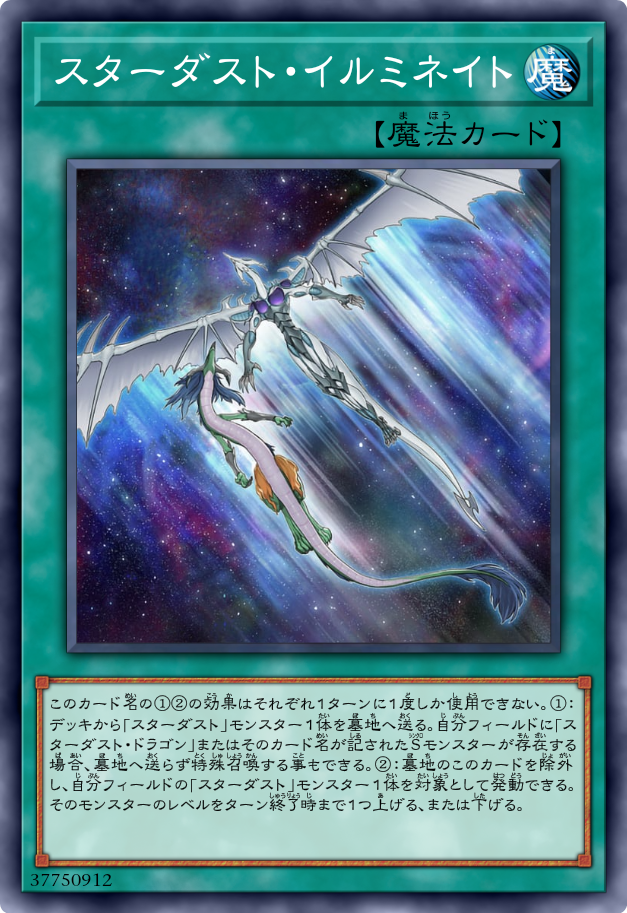 スターダスト・イルミネイト 魔
【魔法カード】
このカード名の①②の効果はそれぞれ1ターンに1度しか使用できない。①：
デッキから「スターダスト」モンスター1体を墓地へ送る。自分フィールドに「ス
ターダスト・ドラゴン」またはそのカード名が記されたSモンスターが存在する
場合、墓地へ送らず特殊召喚する事もできる。②：墓地のこのカードを除外
し、自分フィールドの「スターダスト」モンスター1体を対象として発動できる。
そのモンスターのレベルをターン終了時まで1つ上げる、または下げる。
37750912